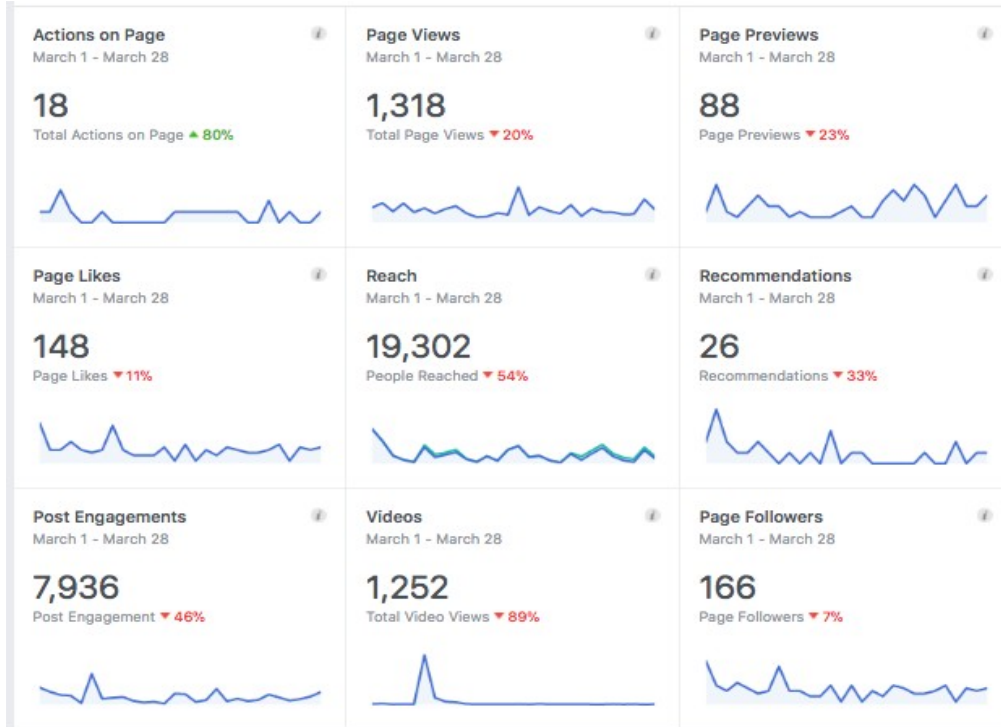 Actions on Page
March 1 - March 28
18
Total Actions on Page ▲ 80%
Page Views
March 1 - March 28
1,318
Total Page Views ▼ 20%
Page Previews
March 1 - March 28
88
Page Previews ▼ 23%
Page Likes
March 1 - March 28
148
Page Likes ▼ 11%
Reach
March 1 - March 28
19,302
People Reached ▼ 54%
Recommendations
March 1 - March 28
26
Recommendations ▼ 33%
Post Engagements
March 1 - March 28
7,936
Post Engagement ▼ 46%
Videos
March 1 - March 28
1,252
Total Video Views ▼ 89%
Page Followers
March 1 - March 28
166
Page Followers ▼ 7%